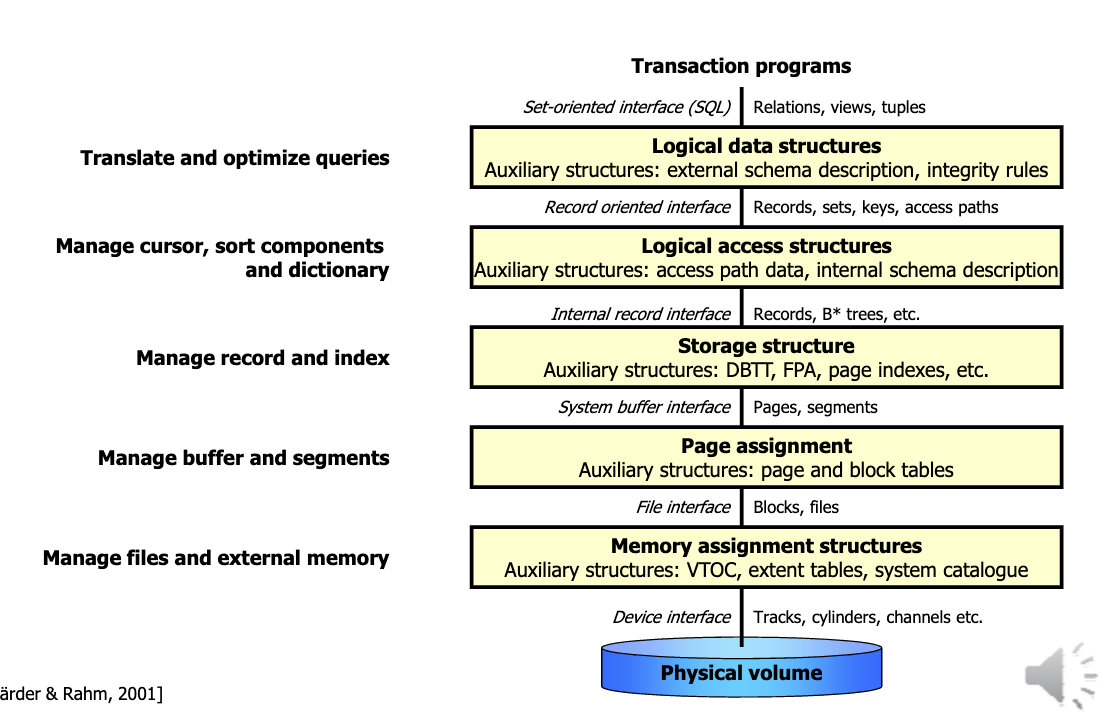 Transaction programs
Set-oriented interface (SQL) Relations, views, tuples
Translate and optimize queries
Logical data structures
Auxiliary structures: external schema description, integrity rules
Record oriented interface Records, sets, keys, access paths
Manage cursor, sort components
and dictionary
Logical access structures
Auxiliary structures: access path data, internal schema description
Internal record interface Records, B* trees, etc.
Manage record and index
Storage structure
Auxiliary structures: DBTT, FPA, page indexes, etc.
System buffer interface Pages, segments
Manage buffer and segments
Page assignment
Auxiliary structures: page and block tables
File interface Blocks, files
Manage files and external memory
Memory assignment structures
Auxiliary structures: VTOC, extent tables, system catalogue
Device interface Tracks, cylinders, channels etc.
Physical volume
ärder & Rahm, 2001]